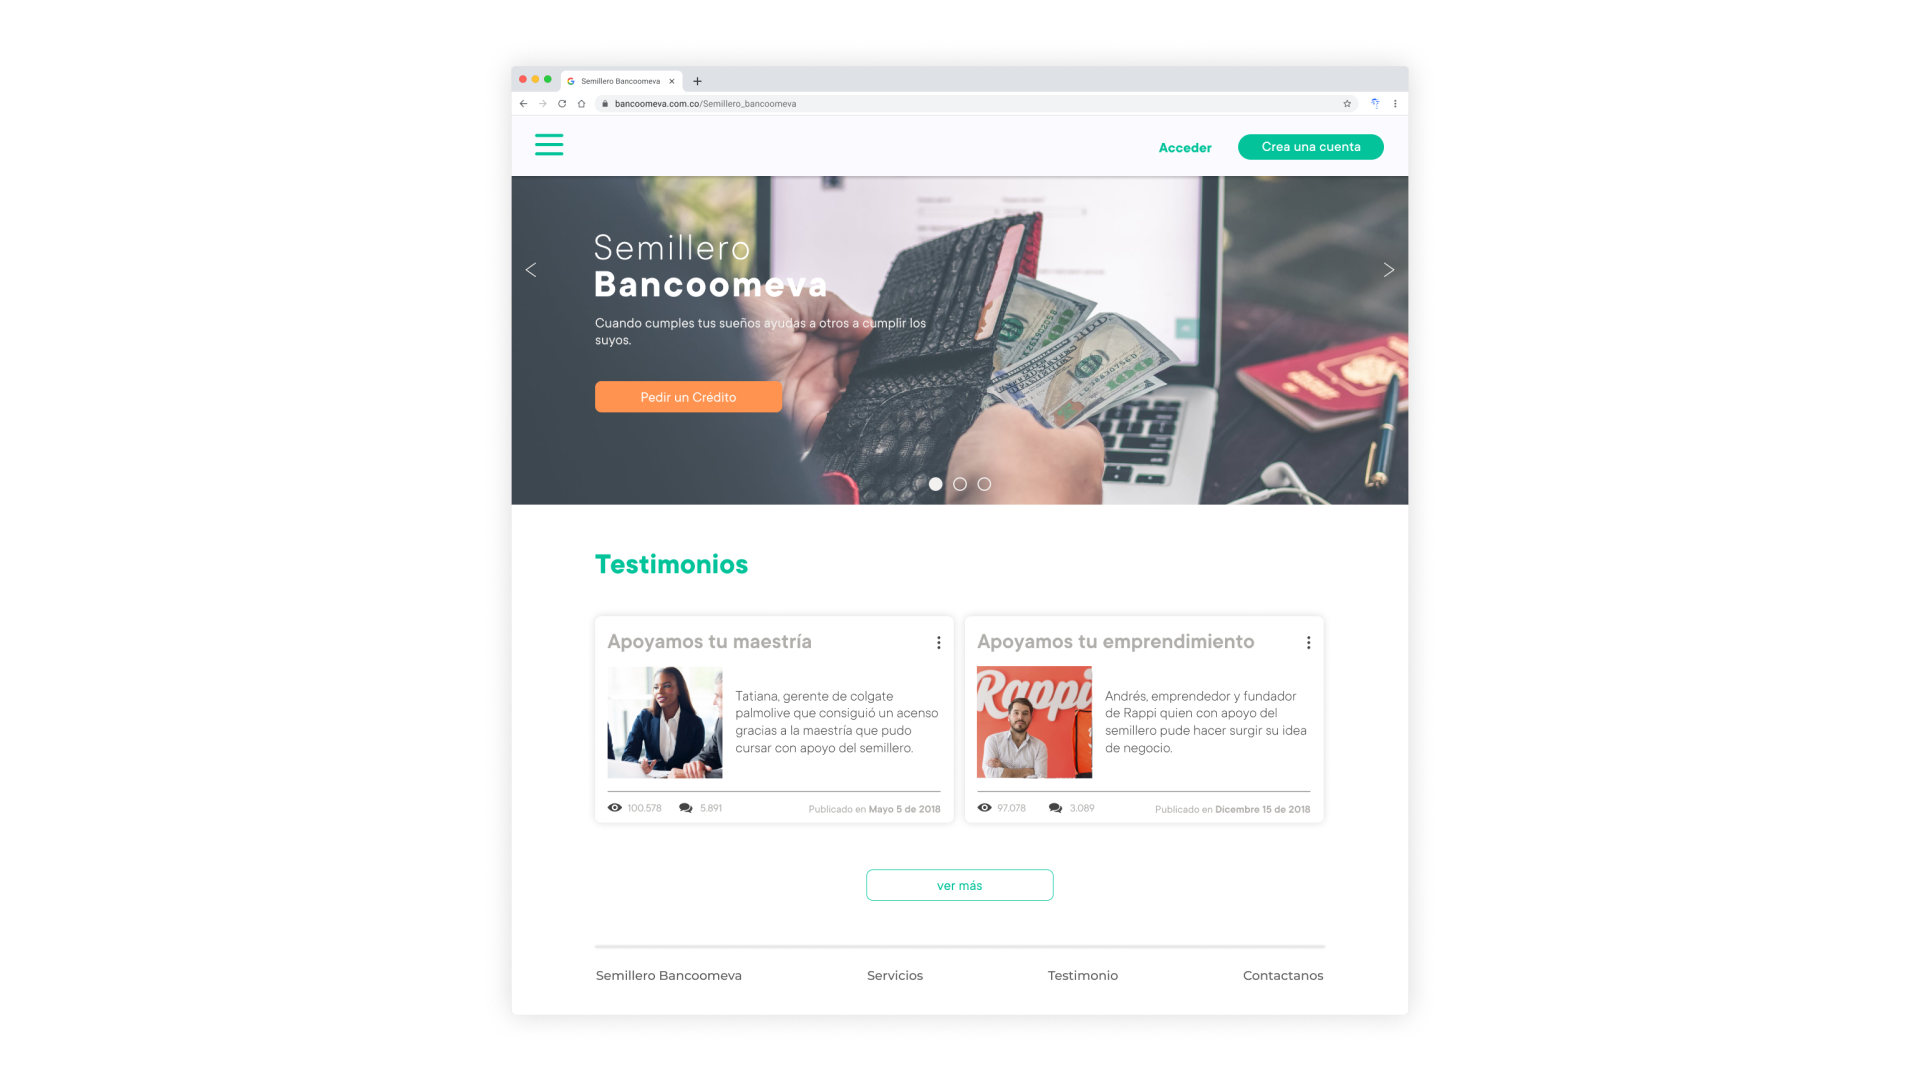 Semillero Bancoomeva
bancoomeva.com.co/Semillero_bancoomeva
Acceder
Crea una cuenta
Semillero
Bancoomeva
Cuando cumples tus sueños ayudas a otros a cumplir los
suyos.
Pedir un Crédito
Testimonios
Apoyamos tu maestría
Tatiana, gerente de colgate
palmolive que consiguió un acenso
gracias a la maestría que pudo
cursar con apoyo del semillero.
100.578
5.891
Publicado en Mayo 5 de 2018
Apoyamos tu emprendimiento
Rappi
Andrés, emprendedor y fundador
de Rappi quien con apoyo del
semillero pude hacer surgir su idea
de negocio.
97.078
3.089
Publicado en Dicembre 15 de 2018
ver más
Semillero Bancoomeva
Servicios
Testimonio
Contactanos